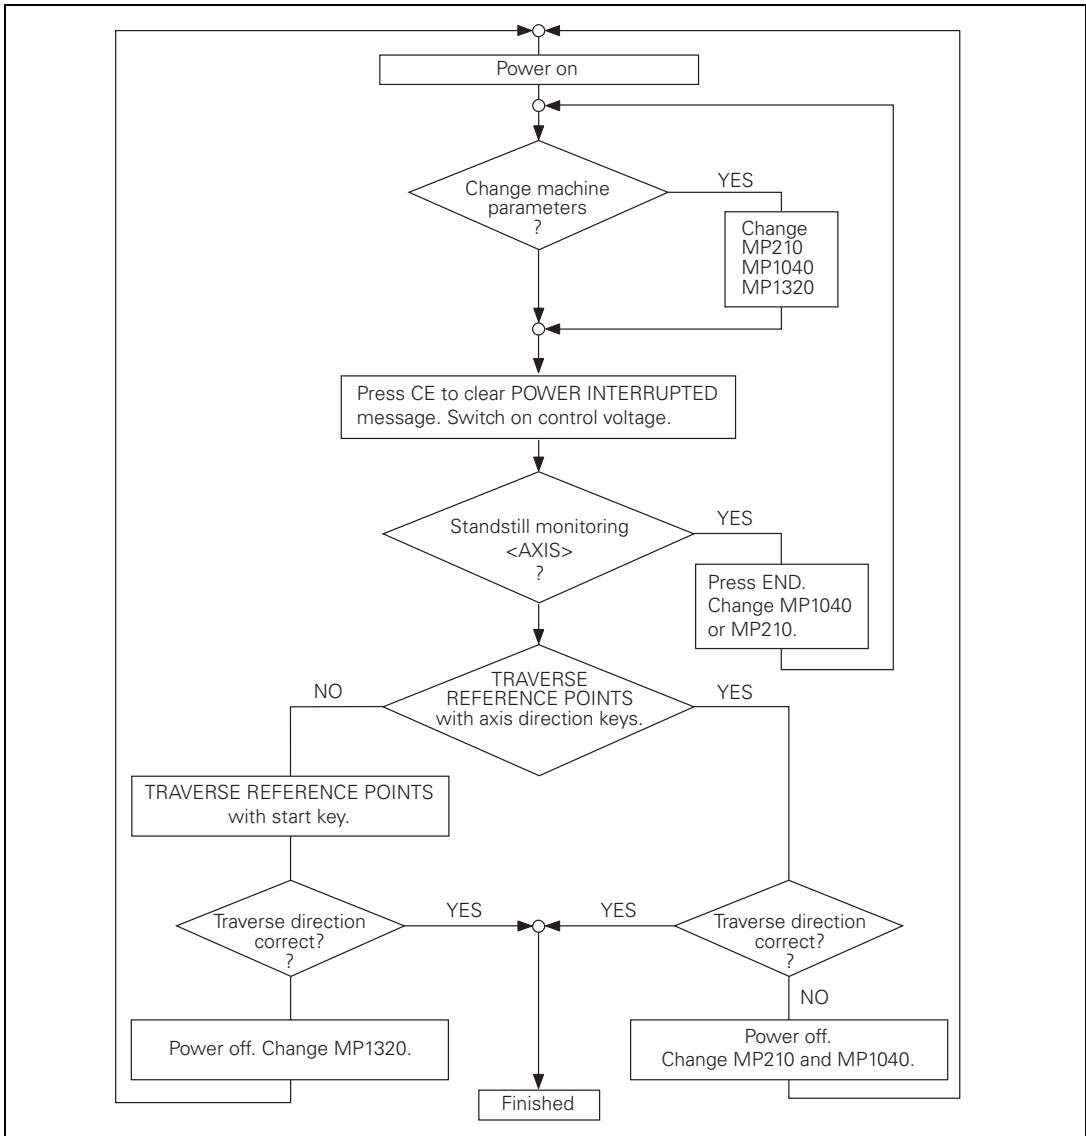 Power on
Change machine
parameters
?
YES
Change
MP210
MP1040
MP1320
Press CE to clear POWER INTERRUPTED
message. Switch on control voltage.
Standstill monitoring
<AXIS>
?
YES
Press END.
Change MP1040
or MP210.
TRAVERSE
REFERENCE POINTS
with axis direction keys.
NO
YES
TRAVERSE REFERENCE POINTS
with start key.
Traverse direction
correct?
?
YES
YES
Traverse direction
correct?
?
NO
Power off. Change MP1320.
Power off.
Change MP210 and MP1040.
Finished